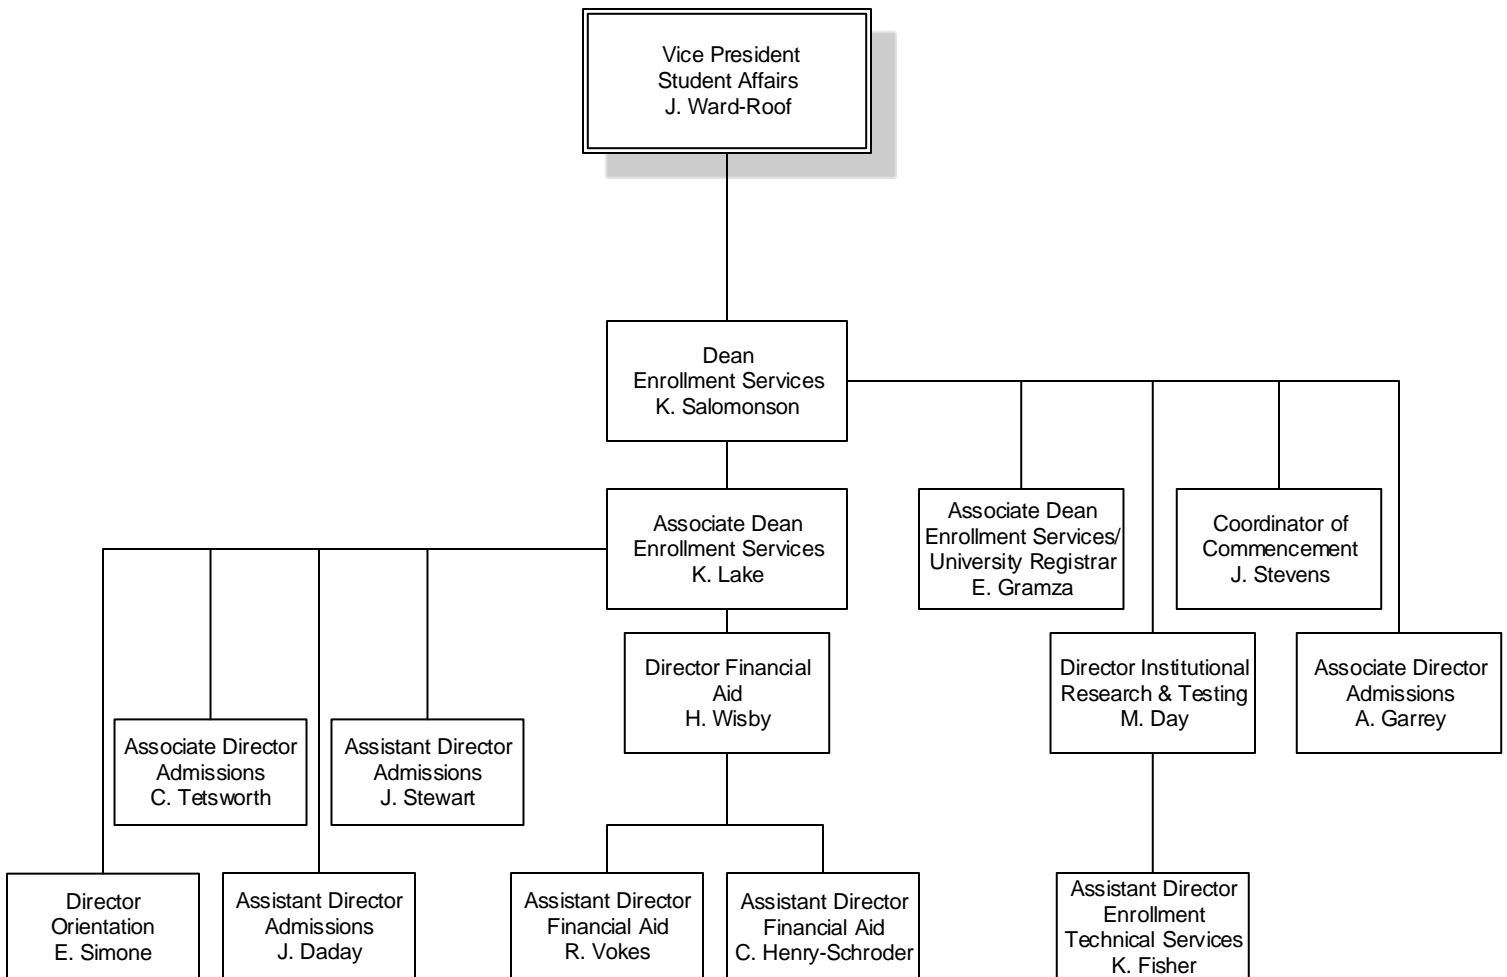 Vice President
Student Affairs
J. Ward-Roof
Dean
Enrollment Services
K. Salomonson
Associate Dean
Enrollment Services
K. Lake
Associate Dean
Enrollment Services/
University Registrar
E. Gramza
Coordinator of
Commencement
J. Stevens
Director Financial
Aid
H. Wisby
Director Institutional
Research & Testing
M. Day
Associate Director
Admissions
A. Garrey
Associate Director
Admissions
C. Tetsworth
Assistant Director
Admissions
J. Stewart
Director
Orientation
E. Simone
Assistant Director
Admissions
J. Daday
Assistant Director
Financial Aid
R. Vokes
Assistant Director
Financial Aid
C. Henry-Schroder
Assistant Director
Enrollment
Technical Services
K. Fisher